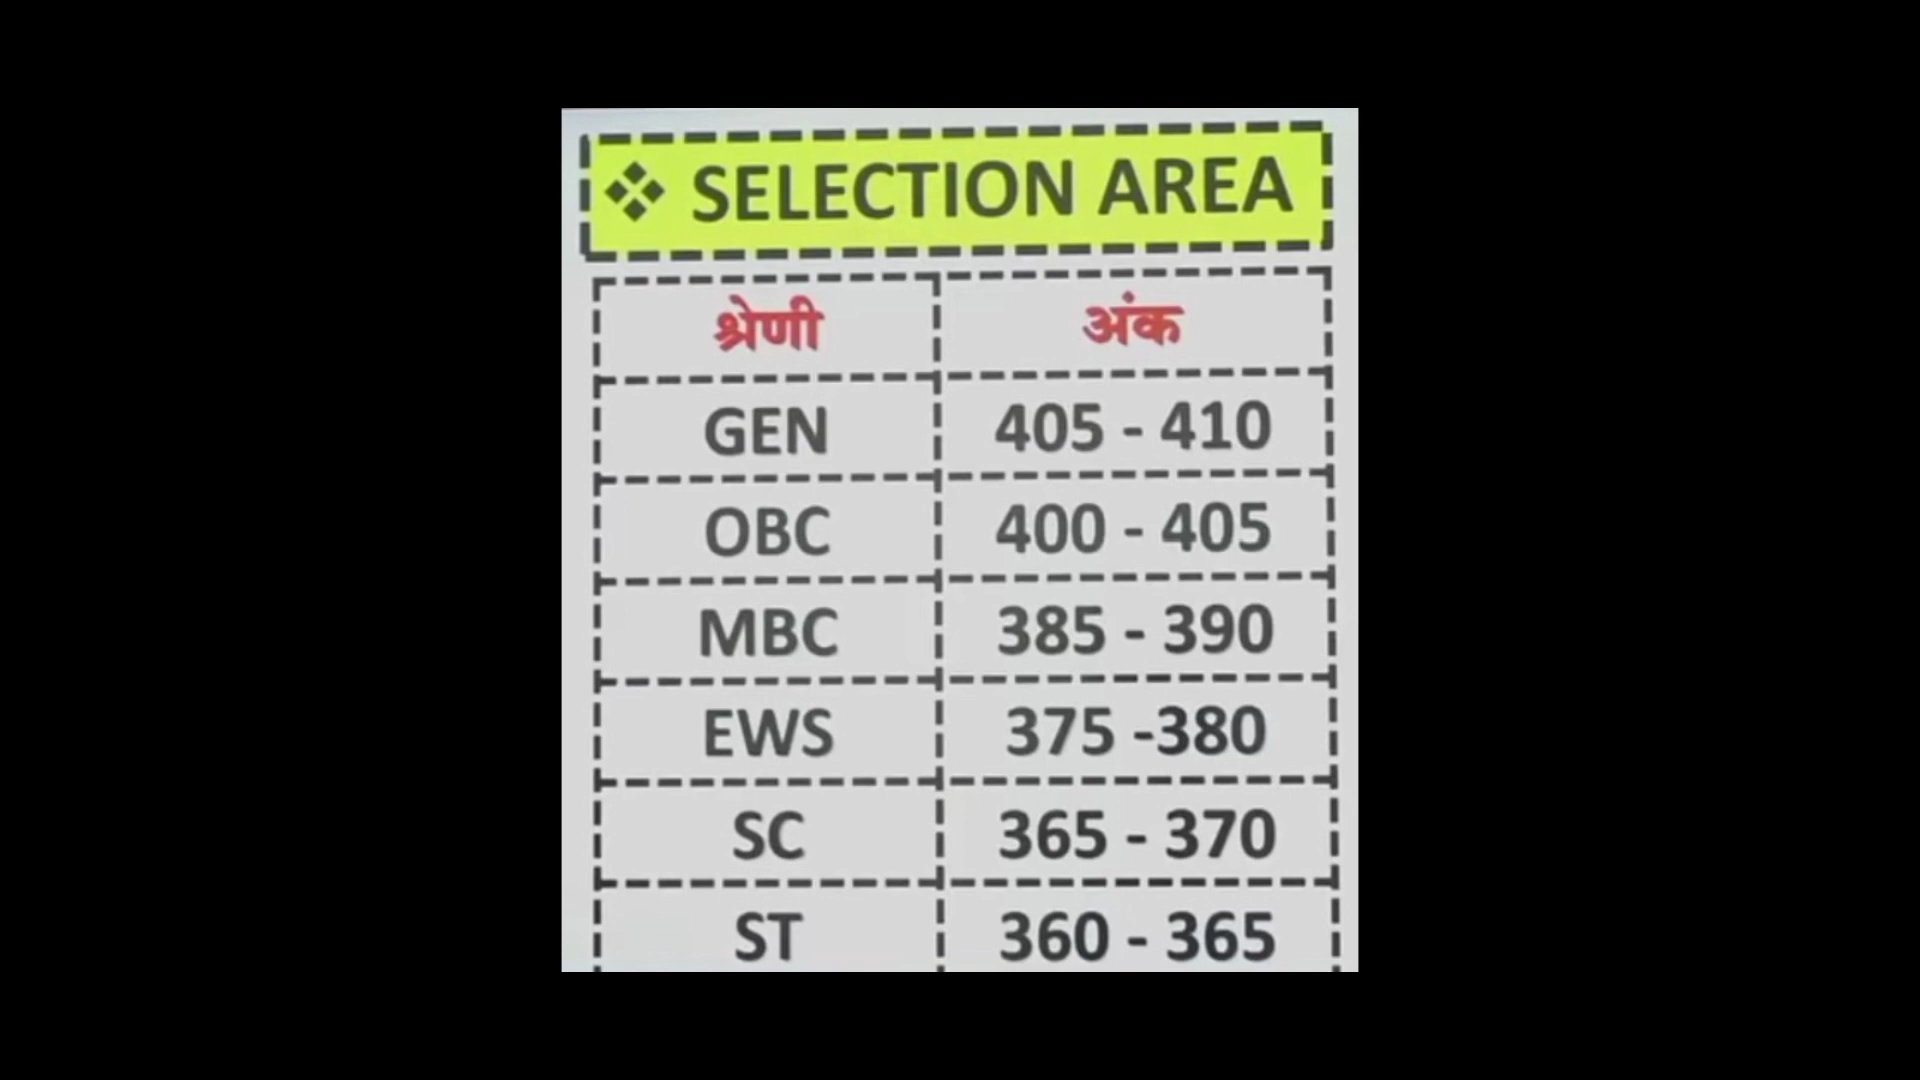 ❖ SELECTION AREA
श्रेणी अंक
GEN 405 - 410
OBC 400 - 405
MBC 385 - 390
EWS 375 -380
SC 365 - 370
ST 360 - 365